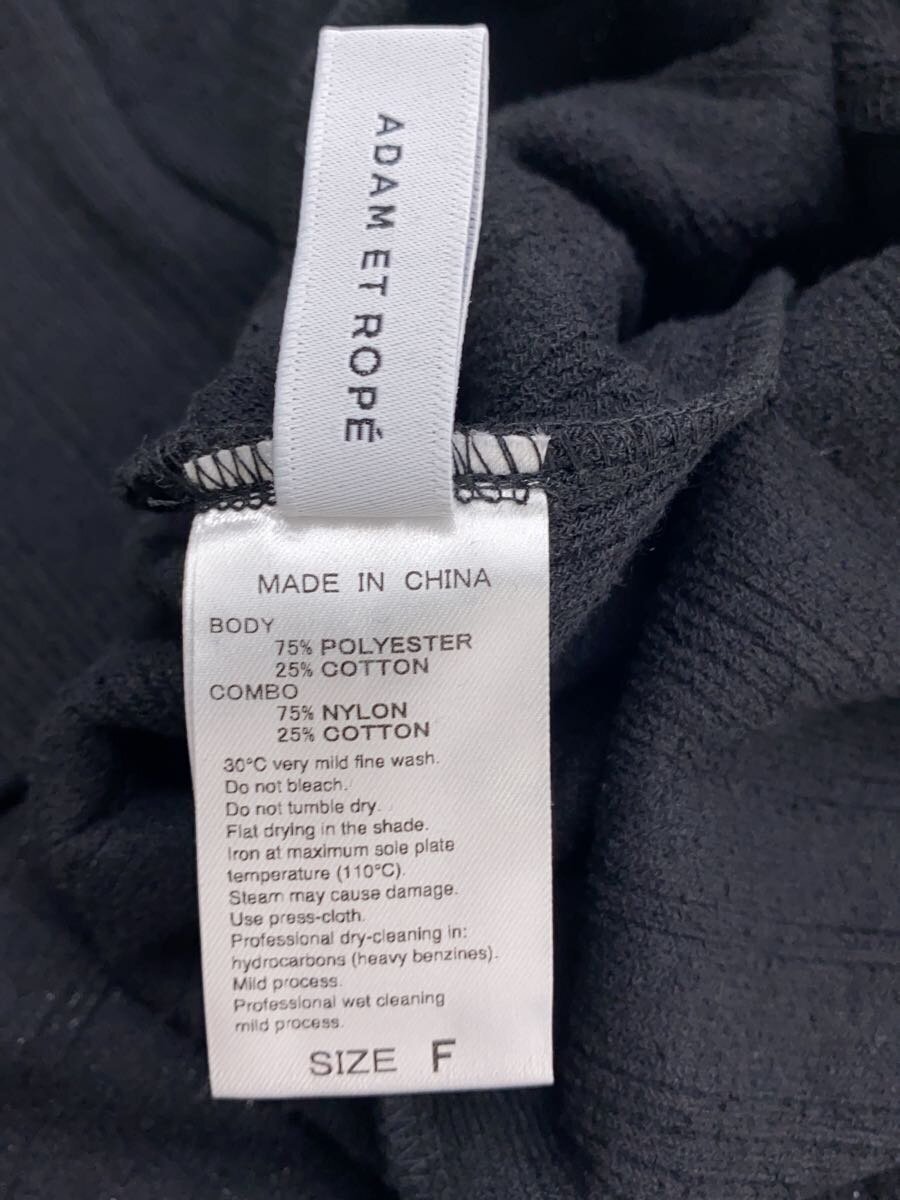 ADAM ET ROPÉ
MADE IN CHINA
BODY
75% POLYESTER
25% COTTON
COMBO
75% NYLON
25% COTTON
30°C very mild fine wash.
Do not bleach.
Do not tumble dry.
Flat drying in the shade.
Iron at maximum sole plate
temperature (110°C).
Steam may cause damage.
Use press-cloth.
Professional dry-cleaning in:
hydrocarbons (heavy benzines).
Mild process.
Professional wet cleaning
mild process.
SIZE F